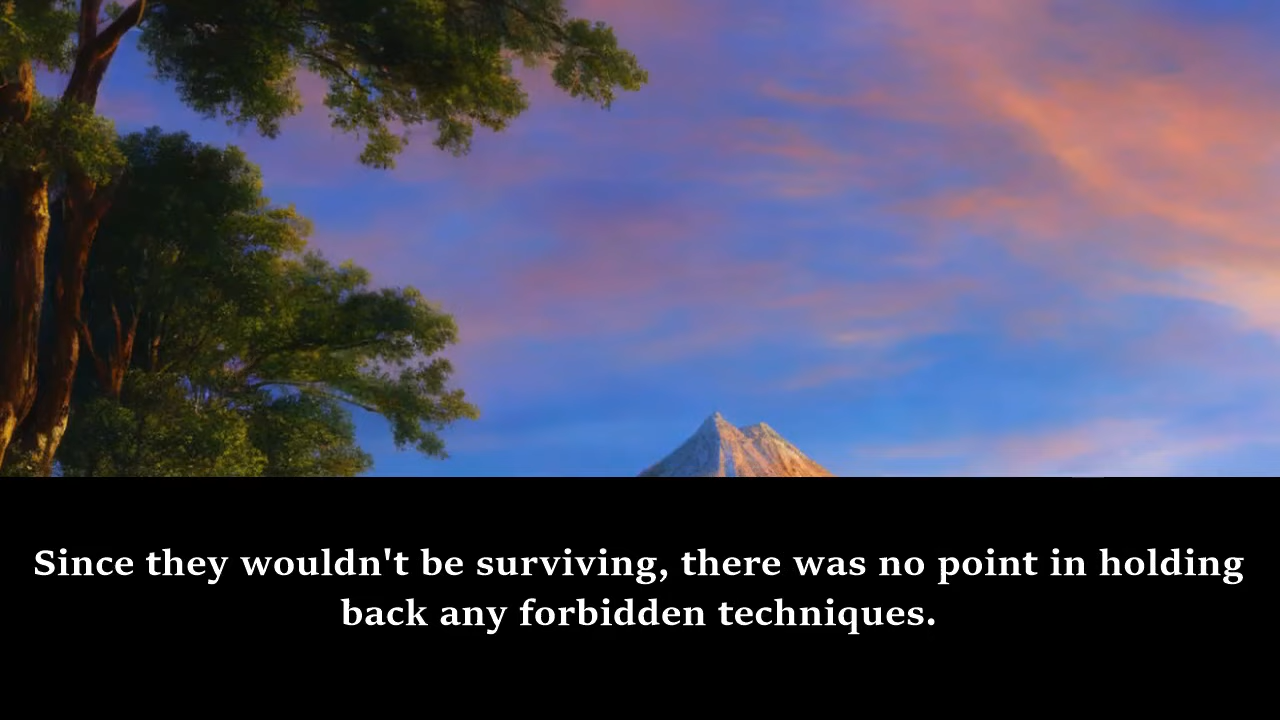 Since they wouldn't be surviving, there was no point in holding
back any forbidden techniques.